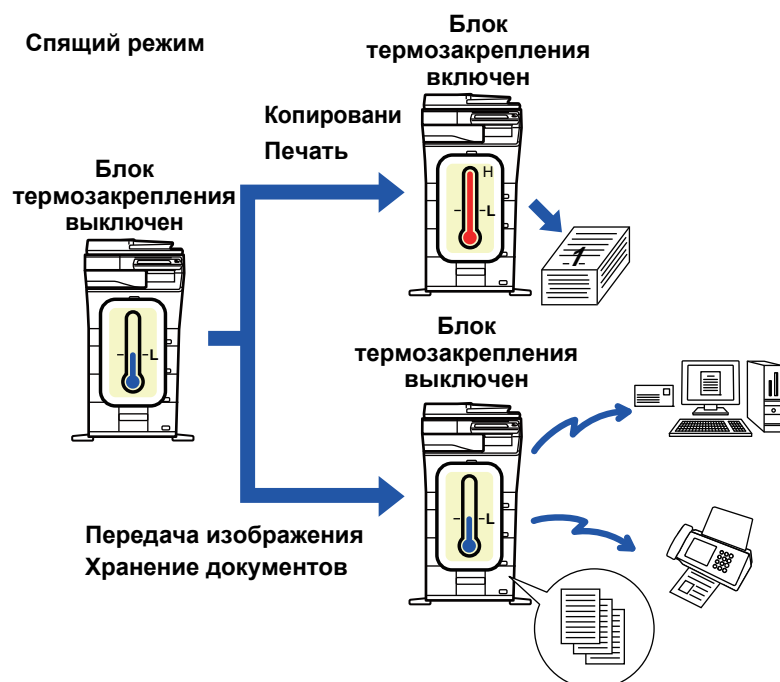 Спящий режим
Блок
термозакрепления
включен
Копировани
Печать
H
L
1
Блок
термозакрепления
выключен
L
Блок
термозакрепления
выключен
L
Передача изображения
Хранение документов